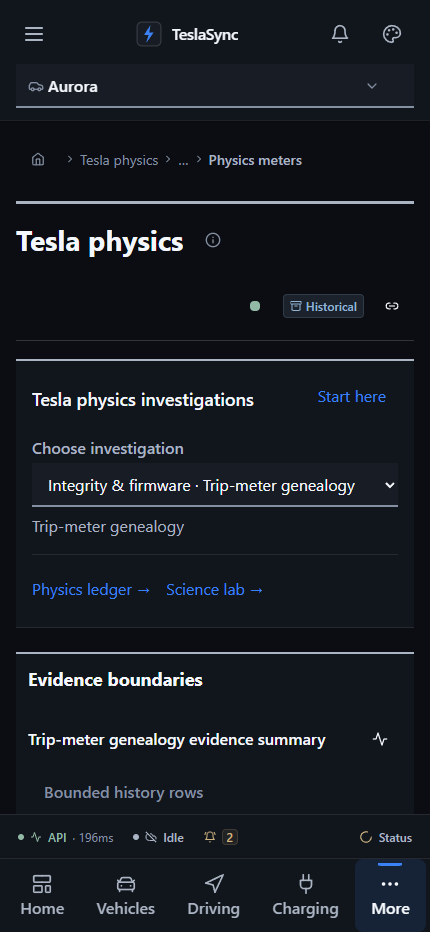 TeslaSync
Aurora
Tesla physics
...
Physics meters
Tesla physics
Historical
Tesla physics investigations
Start here
Choose investigation
Integrity & firmware · Trip-meter genealogy
Trip-meter genealogy
Physics ledger →
Science lab →
Evidence boundaries
Trip-meter genealogy evidence summary
Bounded history rows
API · 196ms
Idle
2
Status
Home
Vehicles
Driving
Charging
More